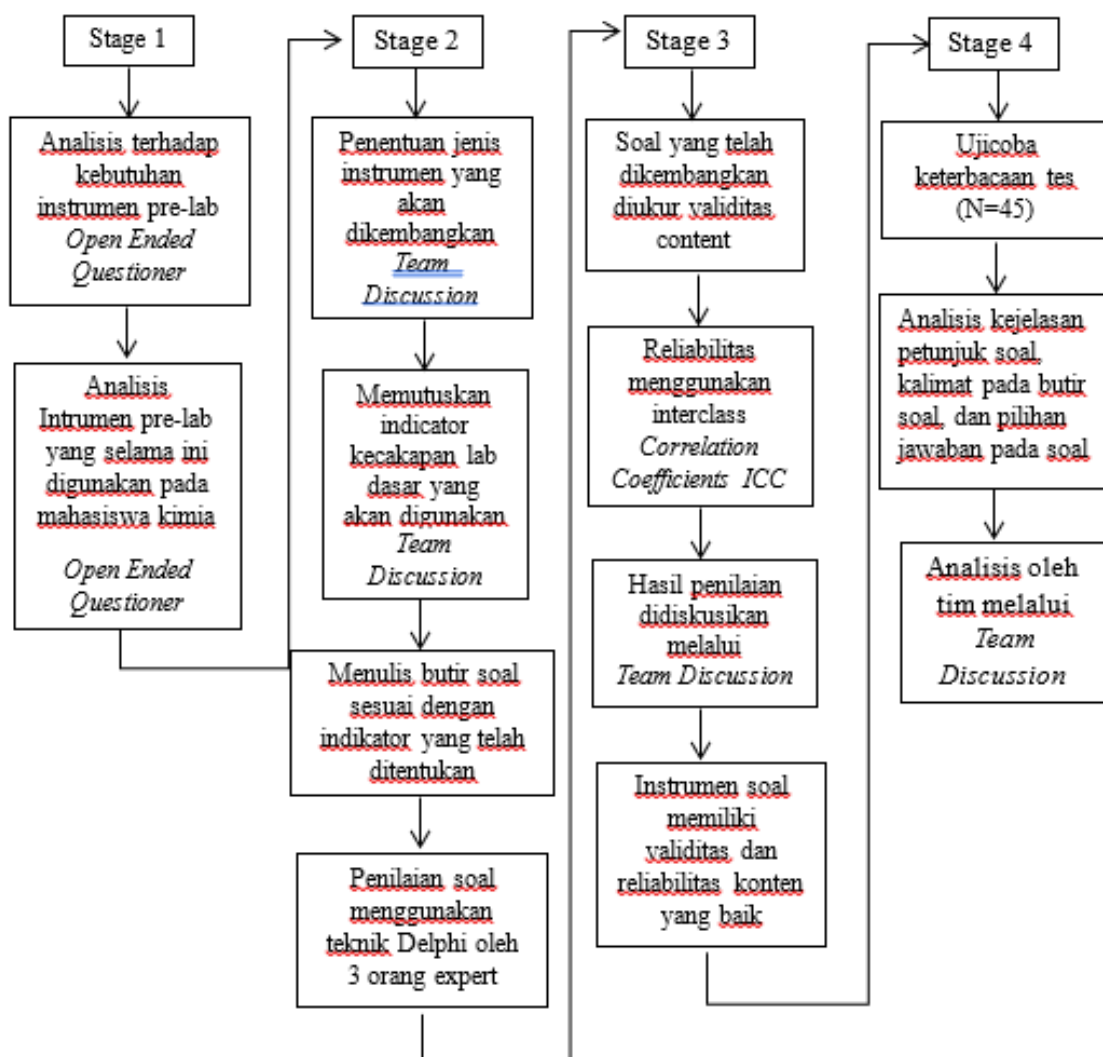 Stage 1
Analisis terhadap
kebutuhan
instrumen pre-lab
Open Ended
Questioner
Analisis
Intrumen pre-lab
yang selama ini
digunakan pada
mahasiswa kimia
Open Ended
Questioner
Stage 2
Penentuan jenis
instrumen yang
akan
dikembangkan
Team
Discussion
Memutuskan
indicator
kecakapan lab
dasar yang
akan digunakan
Team
Discussion
Menulis butir soal
sesuai dengan
indikator yang telah
ditentukan
Penilaian soal
menggunakan
teknik Delphi oleh
3 orang expert
Stage 3
Soal yang telah
dikembangkan
diukur validitas
content
Reliabilitas
menggunakan
interclass
Correlation
Coefficients ICC
Hasil penilaian
didiskusikan
melalui
Team Discussion
Instrumen soal
memiliki
validitas dan
reliabilitas konten
yang baik
Stage 4
Ujicoba
keterbacaan tes
(N=45)
Analisis kejelasan
petunjuk soal,
kalimat pada butir
soal, dan pilihan
jawaban pada soal
Analisis oleh
tim melalui
Team
Discussion